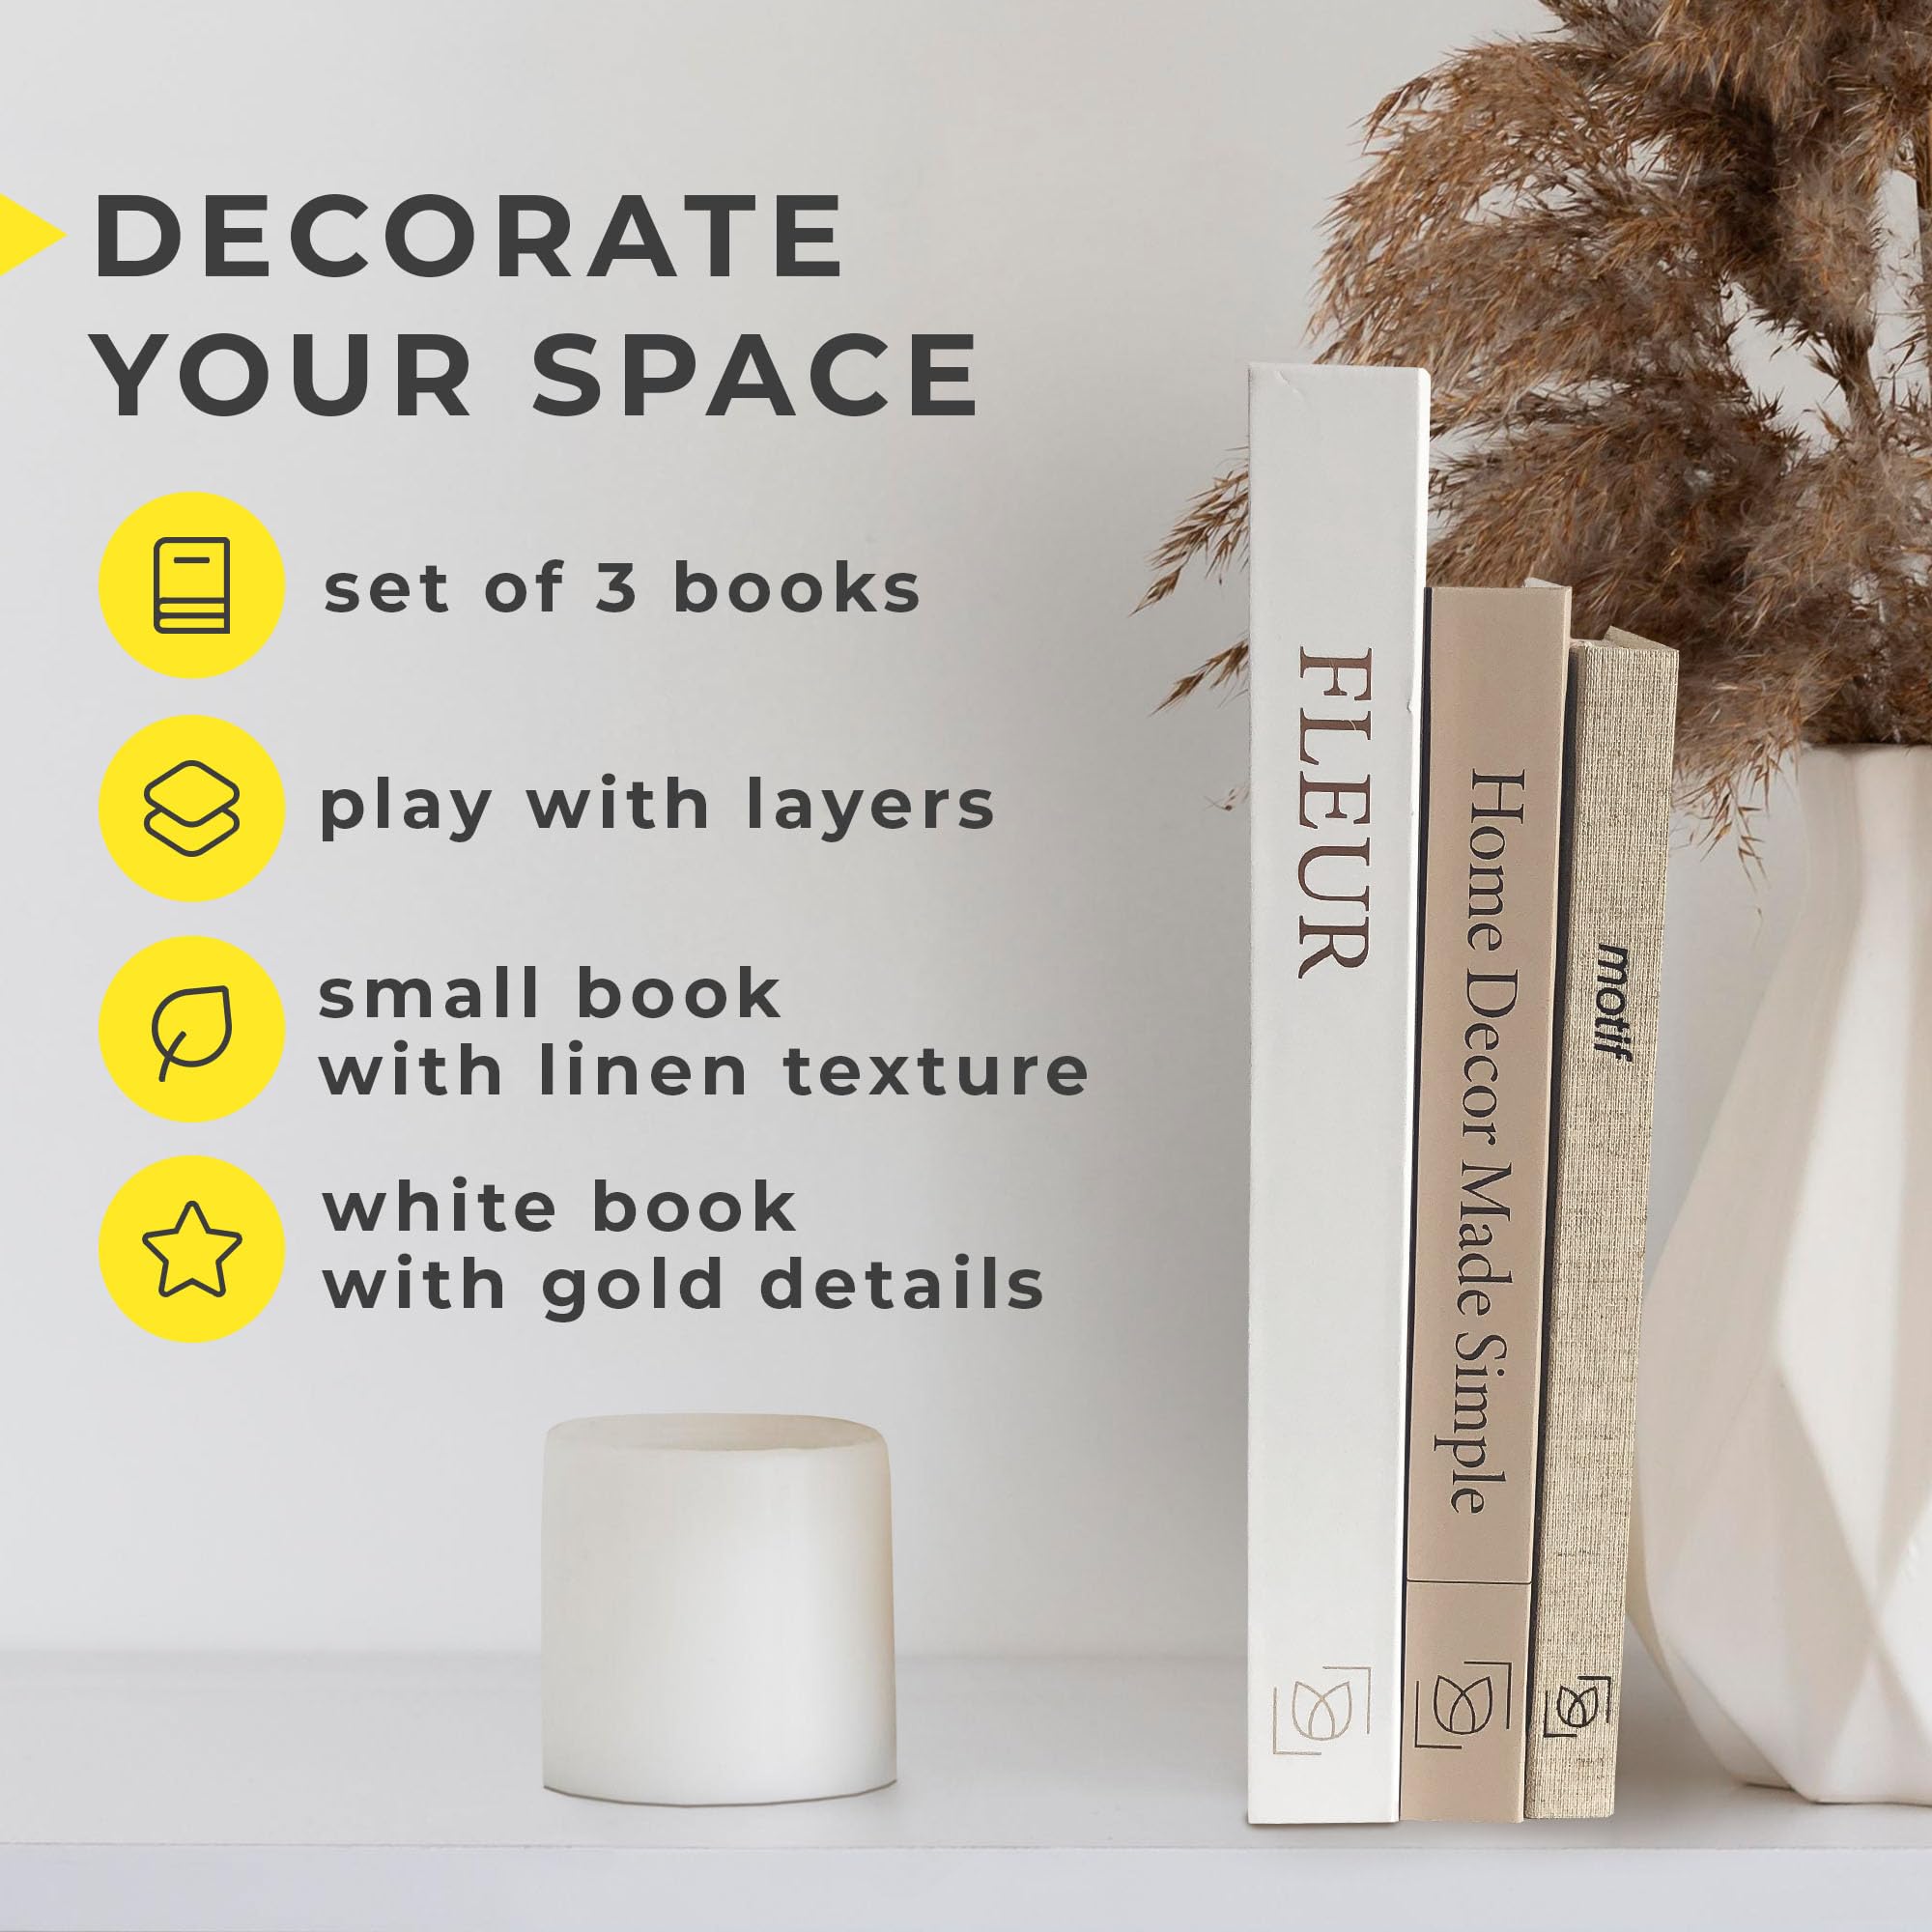 DECORATE
YOUR SPACE
set of 3 books
play with layers
small book
with linen texture
white book
with gold details
FLEUR
Home Decor Made Simple
motif